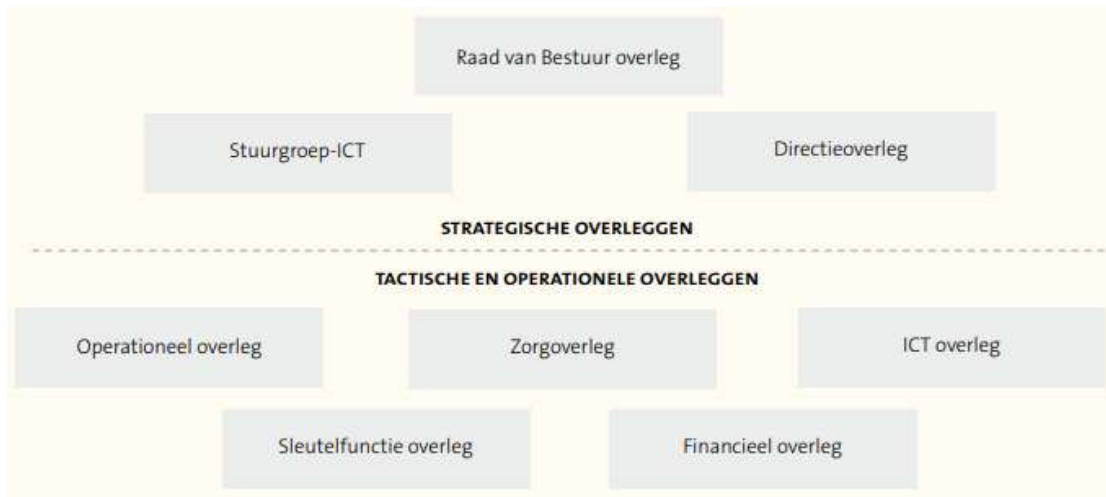 Raad van Bestuur overleg
Stuurgroep-ICT
Directieoverleg
STRATEGISCHE OVERLEGGEN
TACTISCHE EN OPERATIONELE OVERLEGGEN
Operationeel overleg
Zorgoverleg
ICT overleg
Sleutelfunctie overleg
Financieel overleg